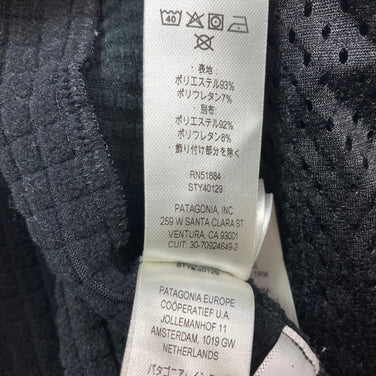 40
・表地:
ポリエステル93%
ポリウレタン7%
・別布:
ポリエステル92%
ポリウレタン8%
・飾り付け部分を除く
RN51884
STY40129
PATAGONIA, INC.
259 W SANTA CLARA ST.
VENTURA, CA 93001
CUIT: 30-70924649-2
STY40129
PATAGONIA EUROPE
COÖPERATIEF U.A.
JOLLEMANHOF 11
AMSTERDAM, 1019 GW
NETHERLANDS